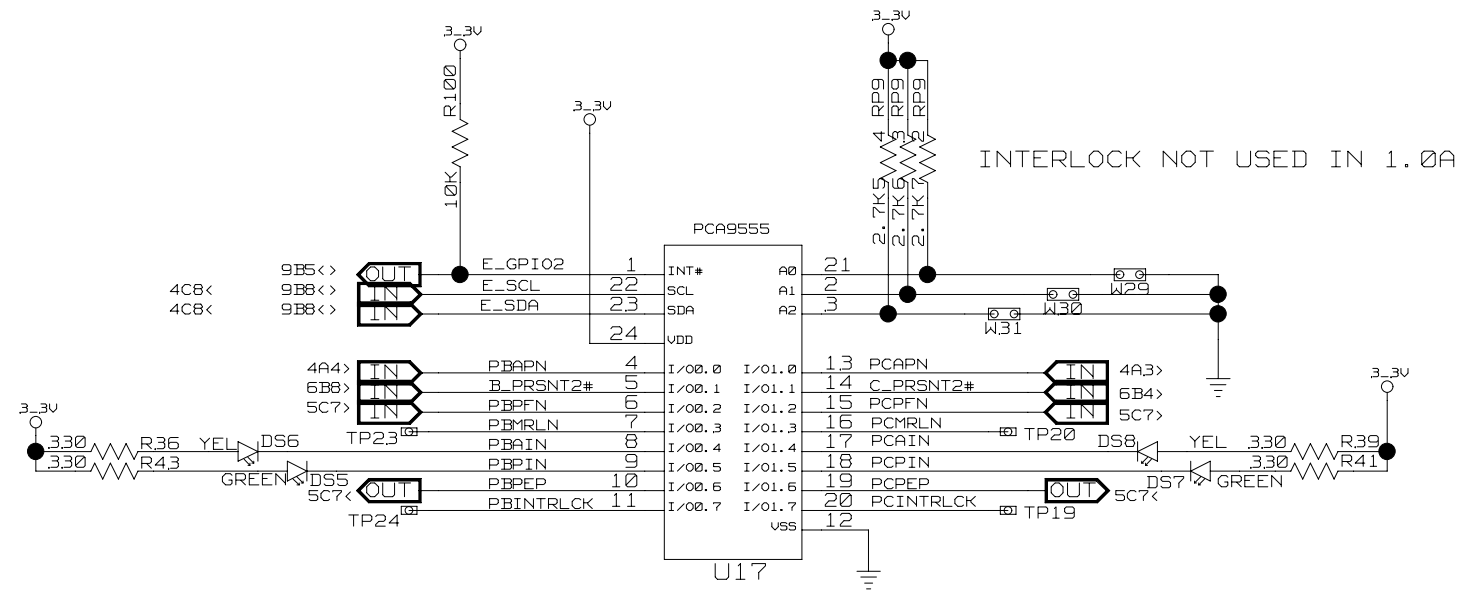 3_3V
3_3V
3_3V
R100
10K
RP9
RP9
RP9
4
3
2
2.7K 5
2.7K 6
2.7K 7
INTERLOCK NOT USED IN 1.0A
PCA9555
9B5<> OUT E_GPIO2 1 INT# A0 21
4C8< 9B8<> IN E_SCL 22 SCL A1 2
4C8< 9B8<> IN E_SDA 23 SDA A2 3
W29
W30
W31
24 VDD
4A4> IN PBAPN 4 I/O0.0 I/O1.0 13 PCAPN IN 4A3>
6B8> IN B_PRSNT2# 5 I/O0.1 I/O1.1 14 C_PRSNT2# IN 6B4>
5C7> IN PBPFN 6 I/O0.2 I/O1.2 15 PCPFN IN 5C7>
3_3V
3_3V
TP23 PBMRLN 7 I/O0.3 I/O1.3 16 PCMRLN TP20
330 R36 YEL DS6 PBAIN 8 I/O0.4 I/O1.4 17 PCAIN DS8 YEL 330 R39
330 R43 GREEN DS5 PBPIN 9 I/O0.5 I/O1.5 18 PCPIN DS7 GREEN 330 R41
5C7< OUT PBPEP 10 I/O0.6 I/O1.6 19 PCPEP OUT 5C7<
TP24 PBINTRLCK 11 I/O0.7 I/O1.7 20 PCINTRLCK TP19
VSS 12
U17